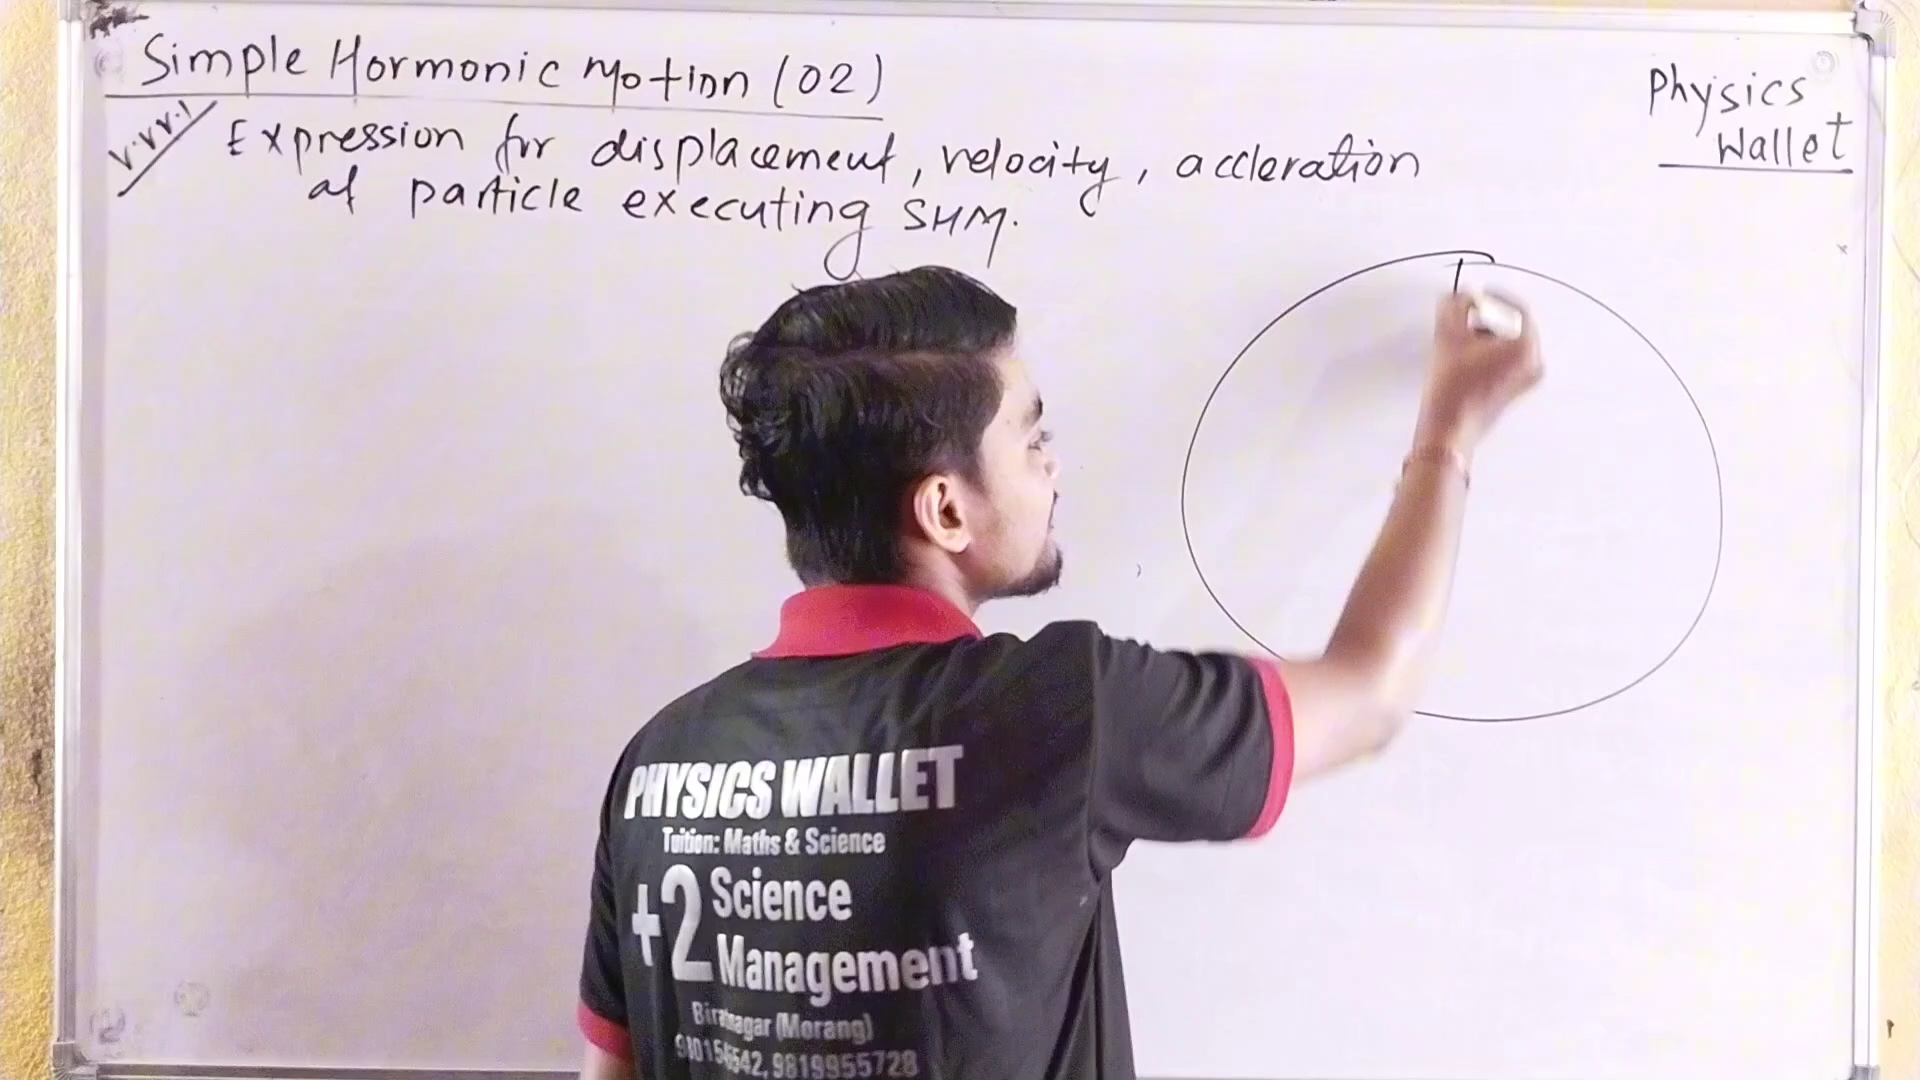 Simple Hormonic Motion (02)
Physics
Wallet
V.V.V.I
Expression for displacement, velocity, accleration
of particle executing SHM.
PHYSICS WALLET
Tuition: Maths & Science
+2 Science
Management
Biratnagar (Morang)
9819955728